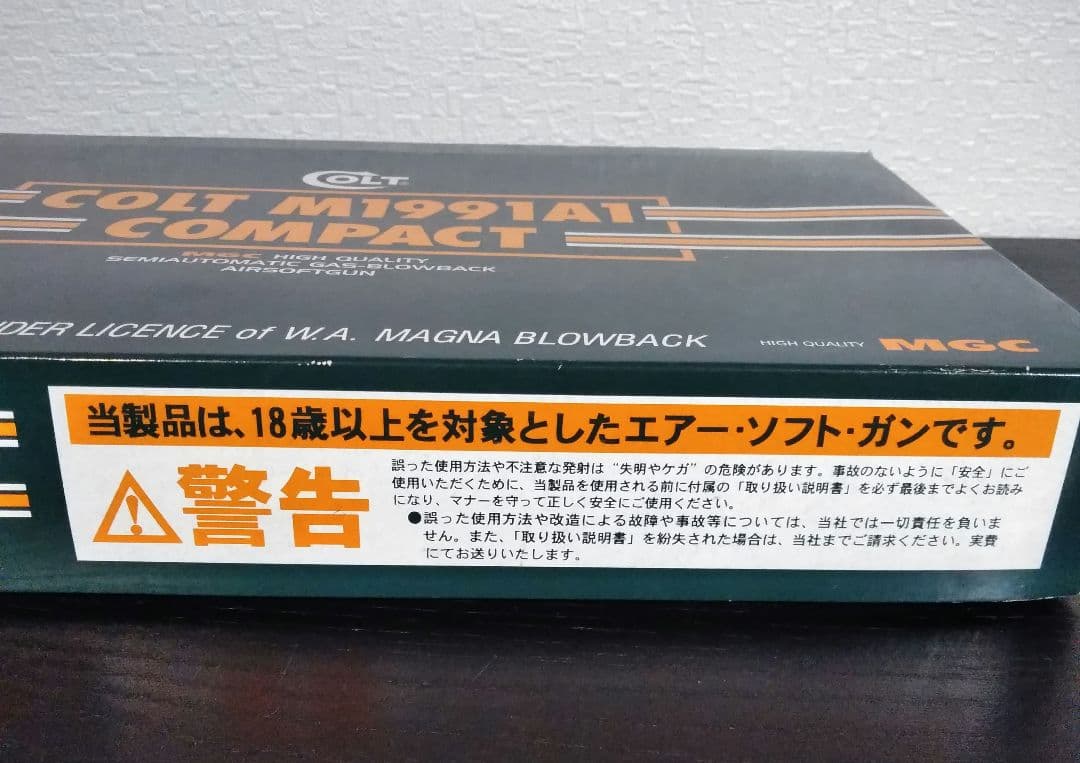 COLT
COLT M1991A1
COMPACT
MGC HIGH QUALITY
SEMIAUTOMATIC GAS-BLOWBACK
AIRSOFTGUN
LICENCE of W.A. MAGNA BLOWBACK
HIGH QUALITY MGC
当製品は、18歳以上を対象としたエアー・ソフト・ガンです。
警告
誤った使用方法や不注意な発射は“失明やケガ”の危険があります。事故のないように「安全」にご
使用いただくために、当製品を使用される前に付属の「取り扱い説明書」を必ず最後までよくお読み
になり、マナーを守って正しく安全にご使用ください。
●誤った使用方法や改造による故障や事故等については、当社では一切責任を負いま
せん。また、「取り扱い説明書」を紛失された場合は、当社までご請求ください。実費
にてお送りいたします。